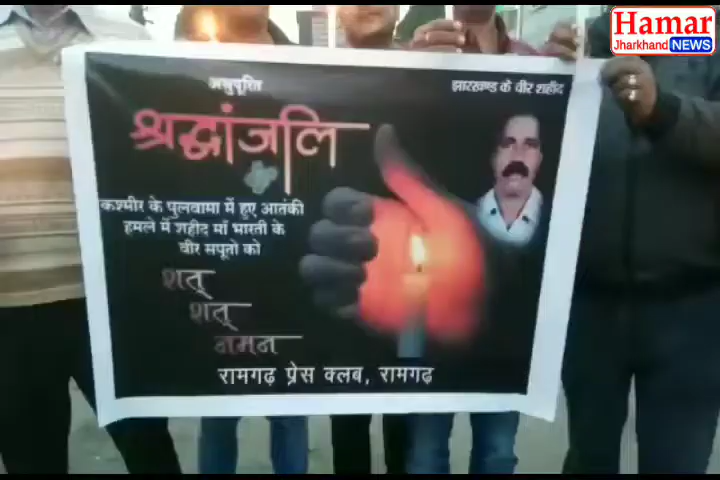 Hamar
Jharkhand NEWS
अश्रुपूरित
झारखण्ड के वीर शहीद
श्रद्धांजलि
कश्मीर के पुलवामा में हुए आतंकी
हमले में शहीद माँ भारती के
वीर सपूतो को
शत्
शत्
नमन
रामगढ़ प्रेस क्लब, रामगढ़